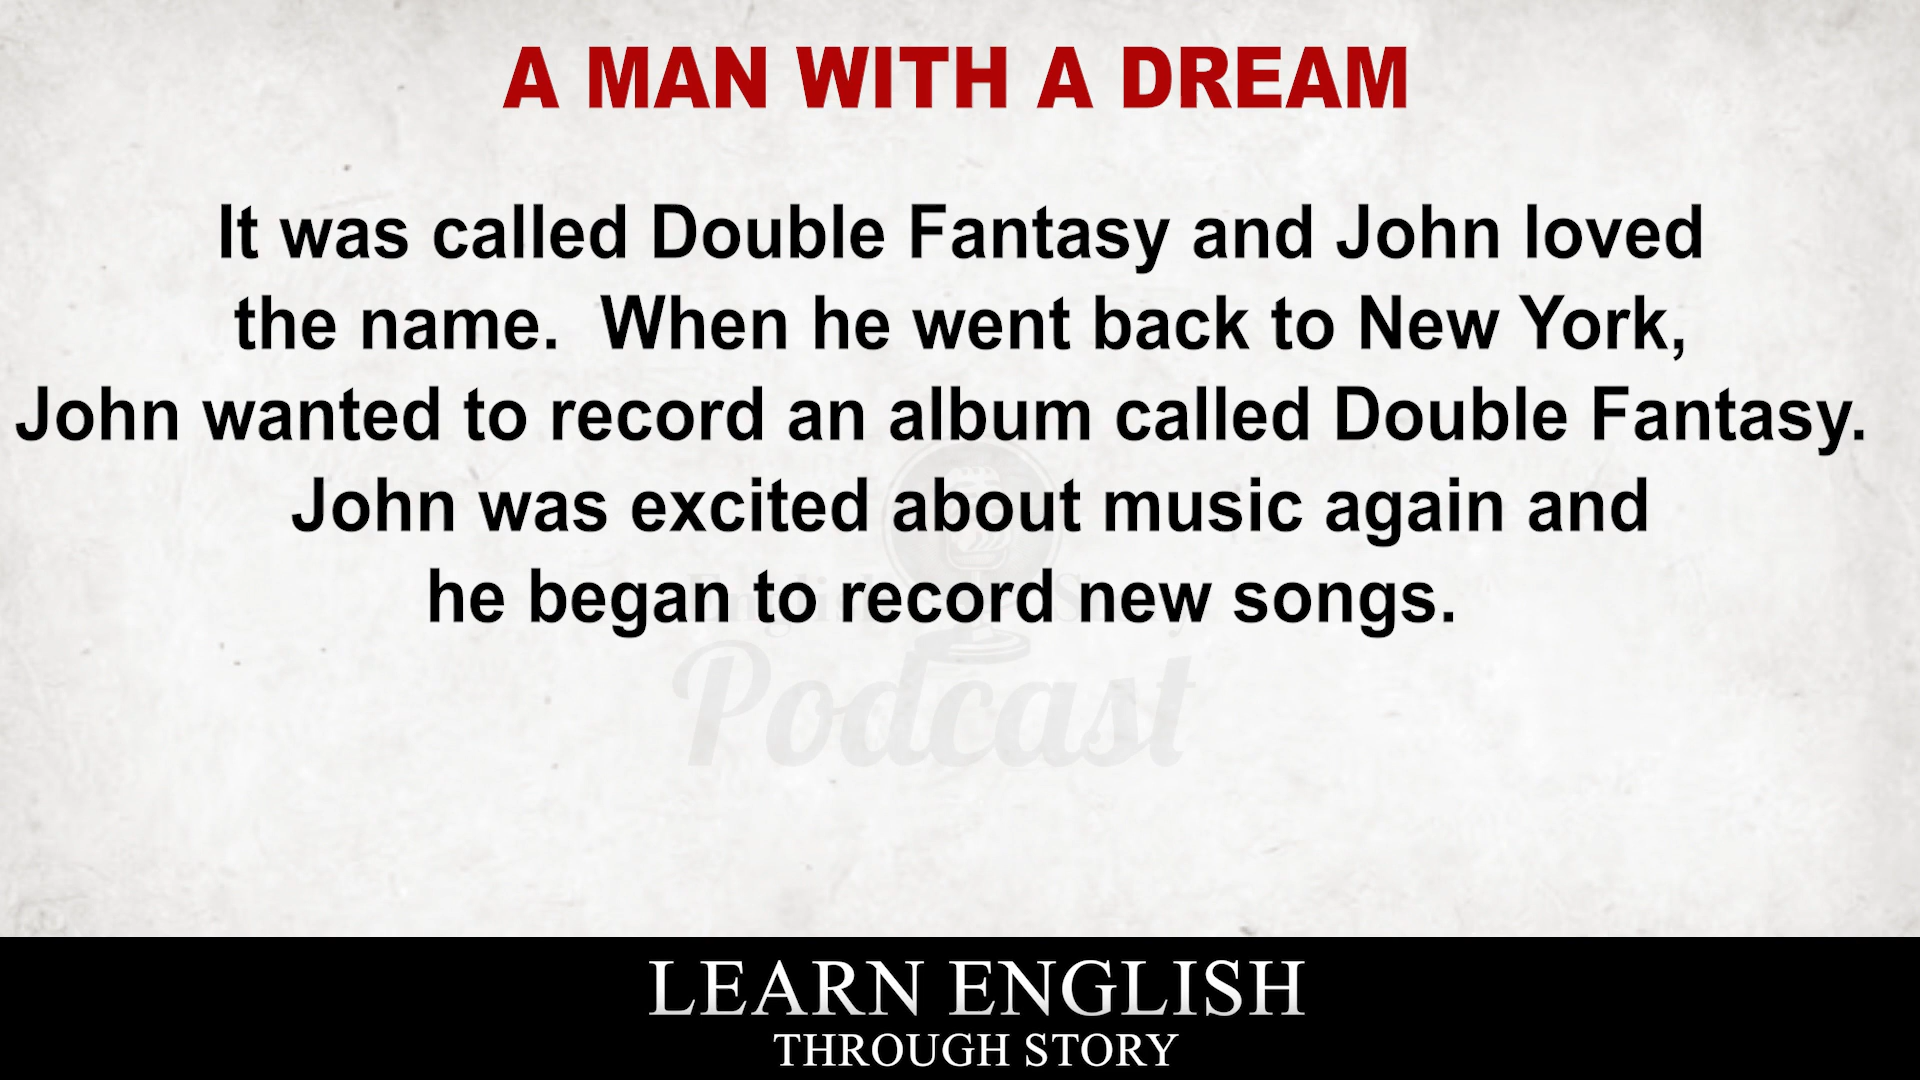 A MAN WITH A DREAM
It was called Double Fantasy and John loved
the name.  When he went back to New York,
John wanted to record an album called Double Fantasy.
John was excited about music again and
he began to record new songs.
Podcast
LEARN ENGLISH
THROUGH STORY